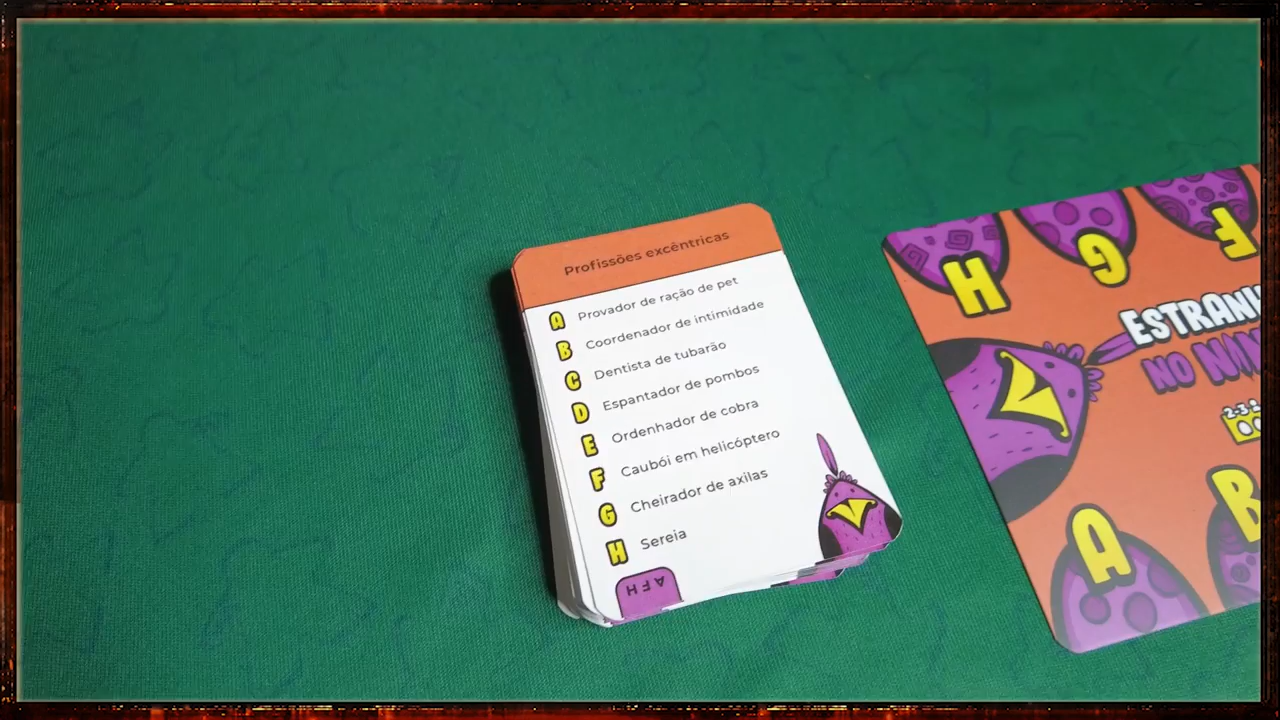 Profissões excêntricas
A Provador de ração de pet
B Coordenador de intimidade
C Dentista de tubarão
D Espantador de pombos
E Ordenhador de cobra
F Caubói em helicóptero
G Cheirador de axilas
H Sereia
A F H
H G F
NO
A B